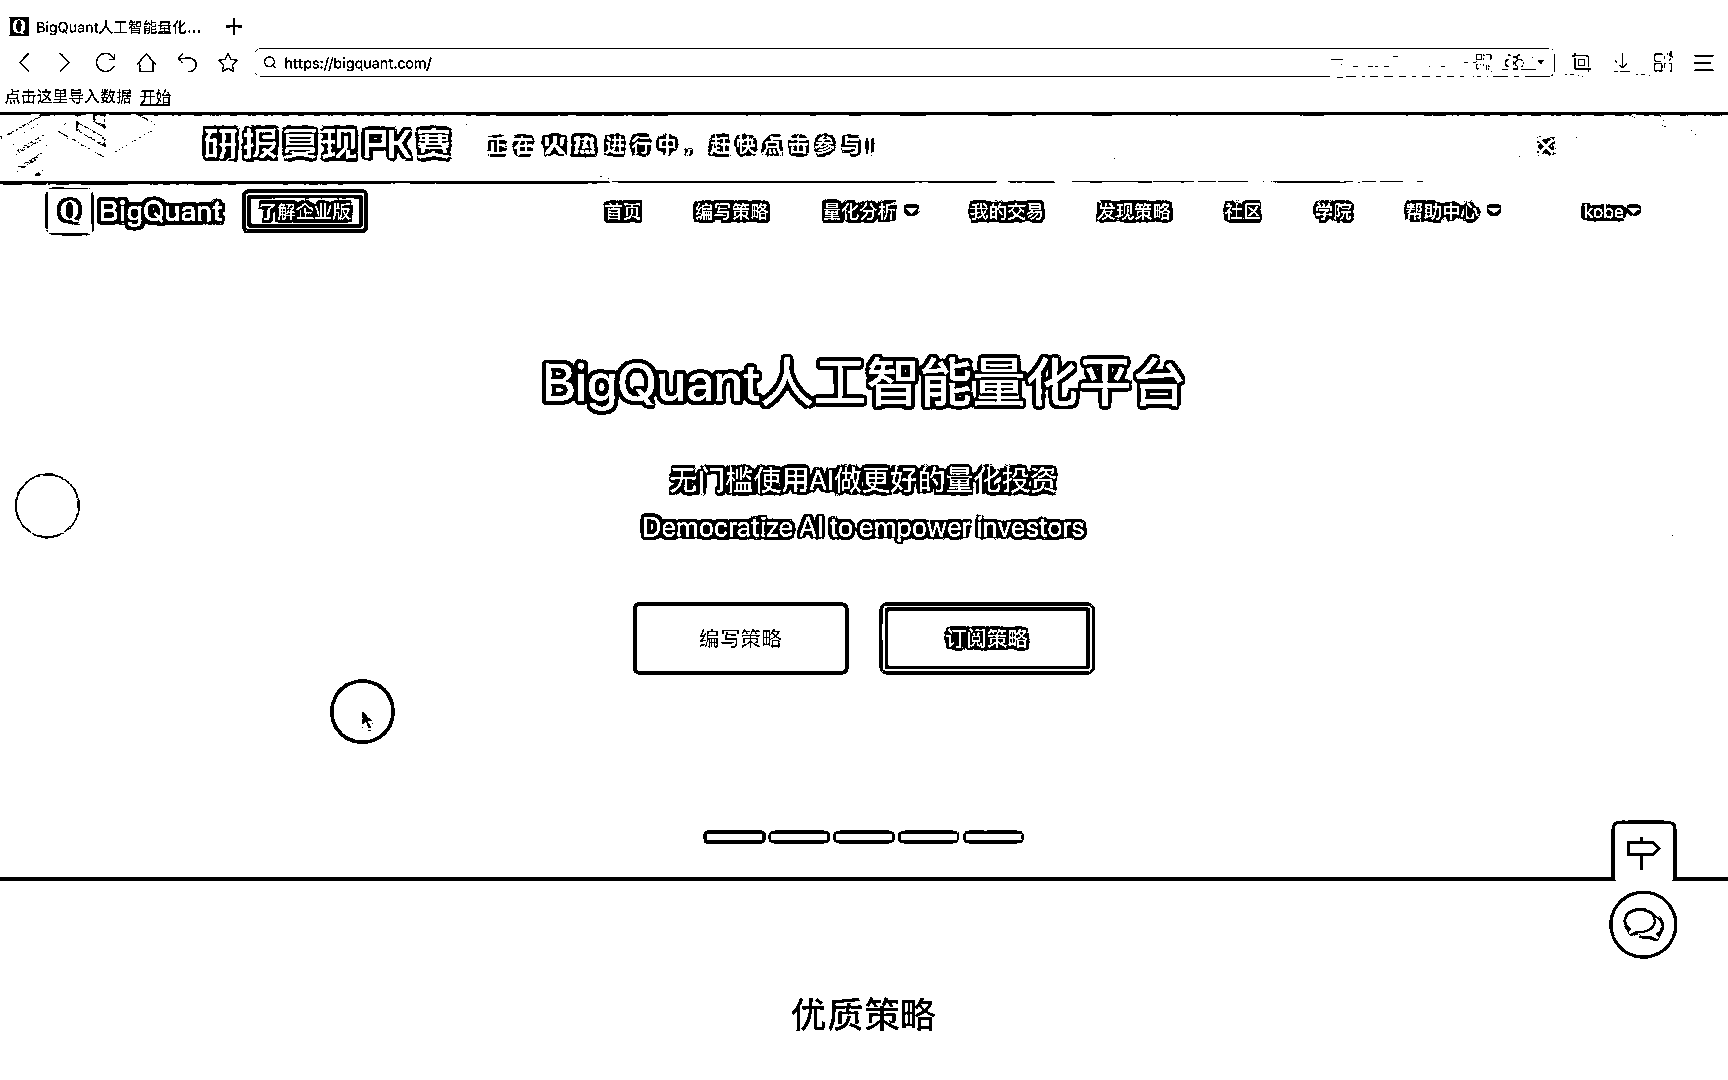 BigQuant人工智能量化...
https://bigquant.com/
点击这里导入数据 开始
研报复现PK赛 正在火热进行中,赶快点击参与!!
Q BigQuant 了解企业版 首页 编写策略 量化分析 我的交易 发现策略 社区 学院 帮助中心 kobe
BigQuant人工智能量化平台
无门槛使用AI做更好的量化投资
Democratize AI to empower investors
编写策略 订阅策略
优质策略